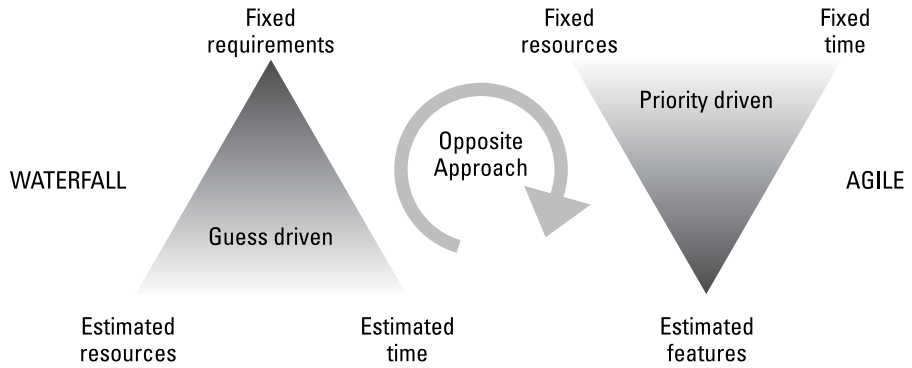 Fixed
requirements
Fixed
resources
Fixed
time
Priority driven
Opposite
Approach
WATERFALL
AGILE
Guess driven
Estimated
resources
Estimated
time
Estimated
features